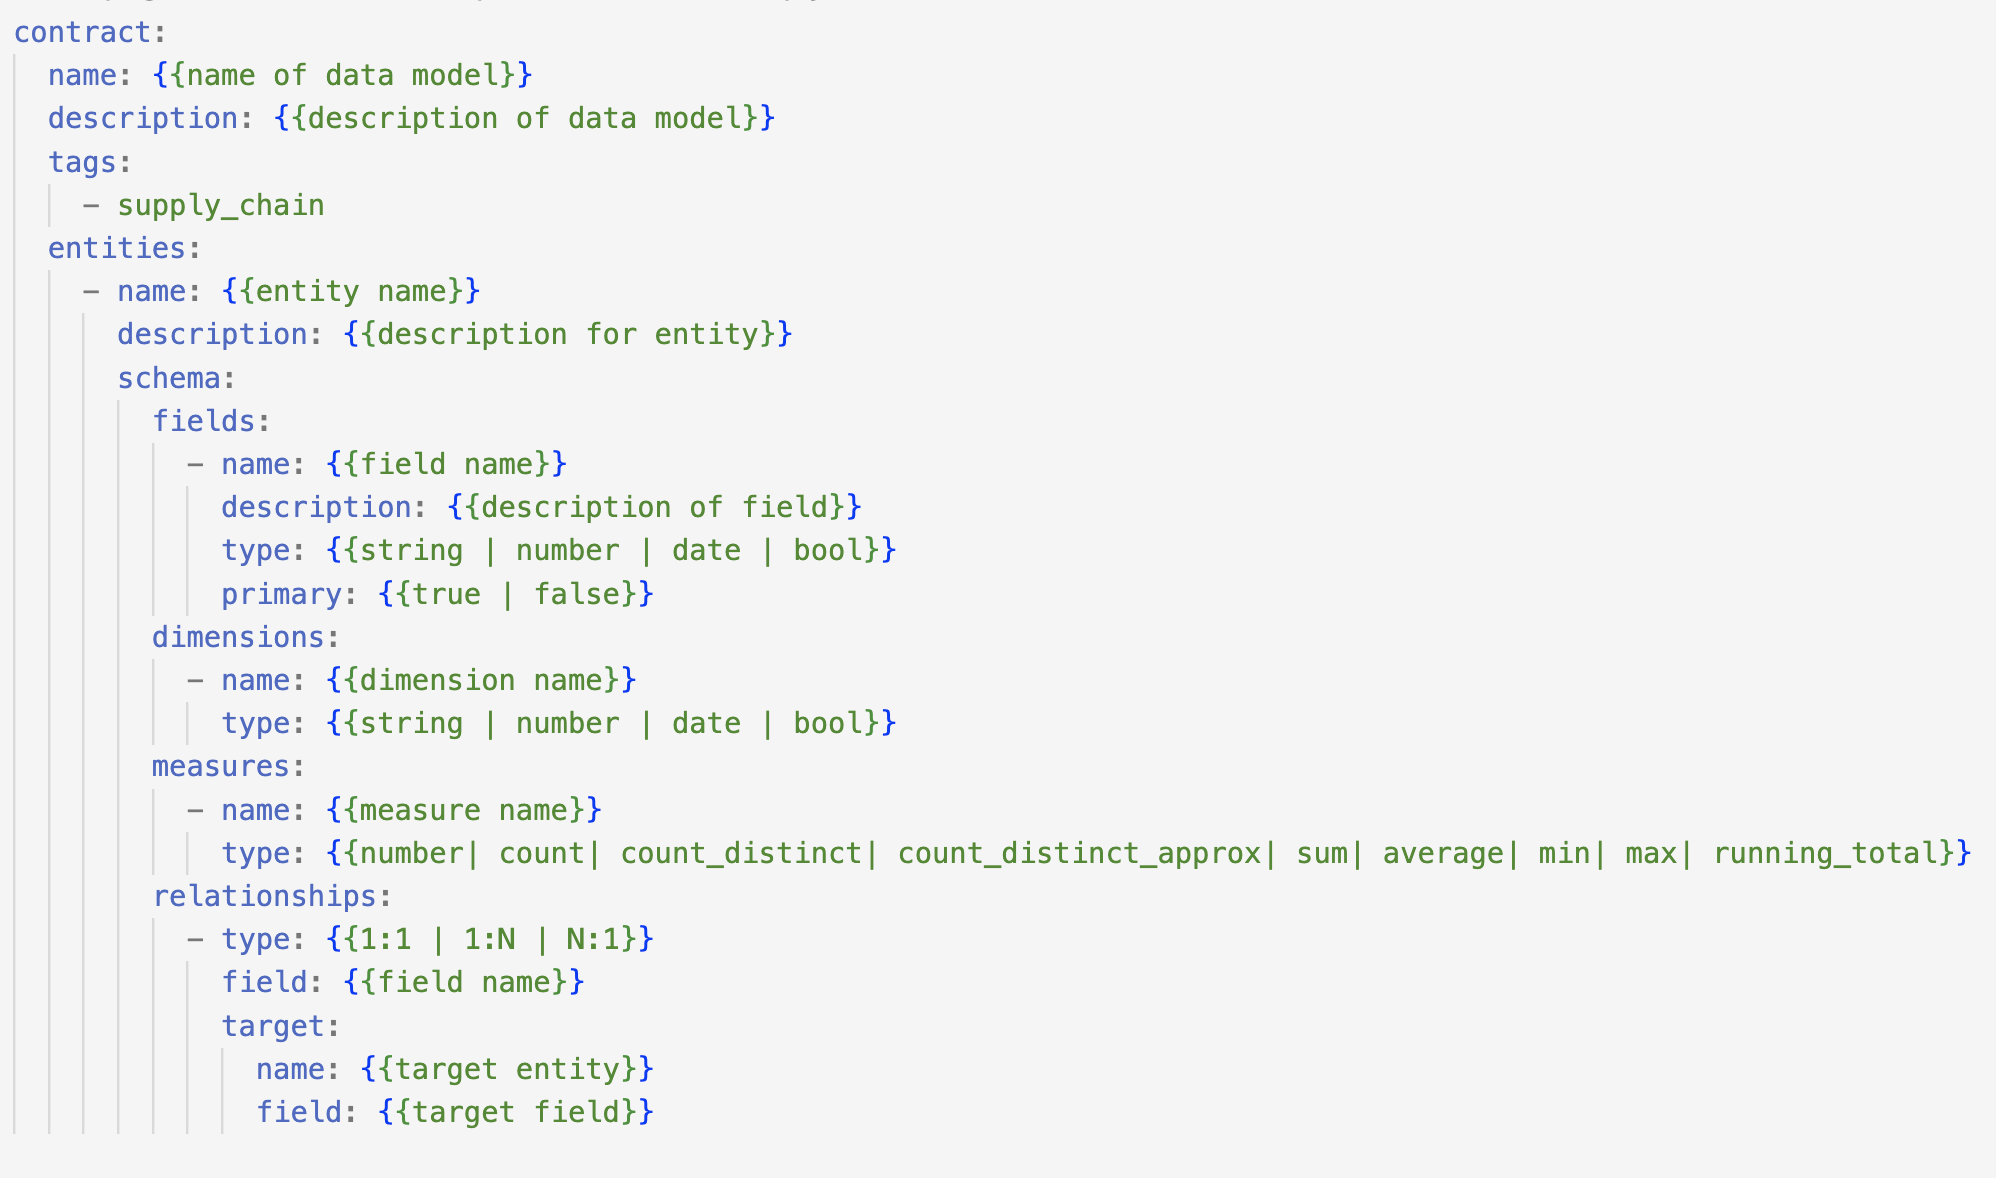 contract:
name: {{name of data model}}
description: {{description of data model}}
tags:
- supply_chain
entities:
- name: {{entity name}}
description: {{description for entity}}
schema:
fields:
- name: {{field name}}
description: {{description of field}}
type: {{string | number | date | bool}}
primary: {{true | false}}
dimensions:
- name: {{dimension name}}
type: {{string | number | date | bool}}
measures:
- name: {{measure name}}
type: {{number| count| count_distinct| count_distinct_approx| sum| average| min| max| running_total}}
relationships:
- type: {{1:1 | 1:N | N:1}}
field: {{field name}}
target:
name: {{target entity}}
field: {{target field}}